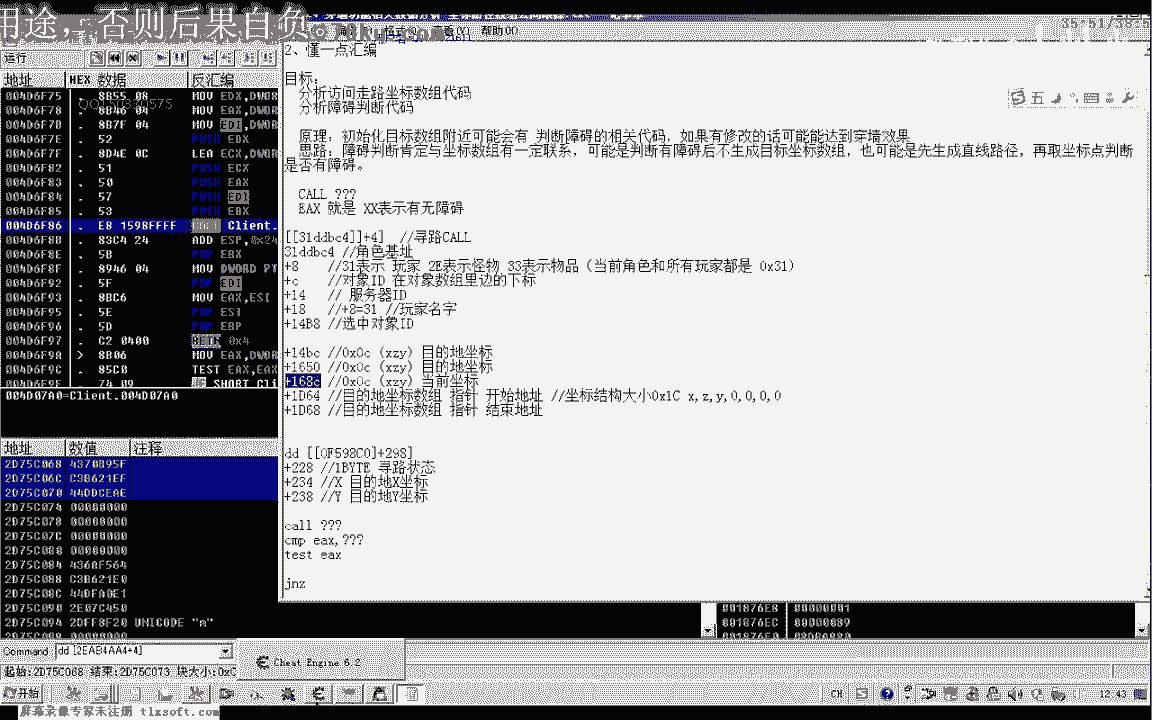 用途，否则后果自负
35:51/38:5
帮助(O)
运行
2、懂一点汇编
目标：
分析访问走路坐标数组代码
分析障碍判断代码
原理：初始化目标数组附近可能会有 判断障碍的相关代码，如果有修改的话可能能达到穿墙效果
思路：障碍判断肯定与坐标数组有一定联系，可能是判断有障碍后不生成目标坐标数组，也可能是先生成直线路径，再取坐标点判断
是否有障碍。
CALL ???
EAX 就是 XX表示有无障碍
[[31ddbc4]]+4] //寻路CALL
31ddbc4 //角色基址
+8 //31表示 玩家 2E表示怪物 33表示物品（当前角色和所有玩家都是 0x31）
+c //对象ID 在对象数组里边的下标
+14 // 服务器ID
+18 //+8=31 //玩家名字
+14B8 //选中对象ID
+14bc //0x0c (xzy) 目的地坐标
+1650 //0x0c (xzy) 目的地坐标
+168c //0x0c (xzy) 当前坐标
+1D64 //目的地坐标数组 指针 开始地址 //坐标结构大小0x1C x,z,y,0,0,0,0
+1D68 //目的地坐标数组 指针 结束地址
dd [[0F598C0]+298]
+228 //1BYTE 寻路状态
+234 //X 目的地X坐标
+238 //Y 目的地Y坐标
call ???
cmp eax,???
test eax
jnz
地址 HEX 数据 反汇编
004D6F75 . 8B55 08 MOV EDX,DWOR
004D6F78 . 8B46 04 MOV EAX,DWOR
004D6F7B . 8B7F 04 MOV EDI,DWOR
004D6F7E . 52 PUSH EDX
004D6F7F . 8D4E 0C LEA ECX,DWOR
004D6F82 . 51 PUSH ECX
004D6F83 . 50 PUSH EAX
004D6F84 . 57 PUSH EDI
004D6F85 . 53 PUSH EBX
004D6F86 . E8 1598FFFF CALL Client.
004D6F8B . 83C4 24 ADD ESP,0x24
004D6F8E . 5B POP EBX
004D6F8F . 8946 04 MOV DWORD PT
004D6F92 . 5F POP EDI
004D6F93 . 8BC6 MOV EAX,ESI
004D6F95 . 5E POP ESI
004D6F96 . 5D POP EBP
004D6F97 . C2 0400 RETN 0x4
004D6F9A > 8B06 MOV EAX,DWOR
004D6F9C . 85C0 TEST EAX,EAX
004D6F9E . 74 09 JE SHORT Cli
004D07A0=Client.004D07A0
地址 数值 注释
2D75C068 4370B95F
2D75C06C C3B621EF
2D75C070 44DDCEAE
2D75C074 00000000
2D75C078 00000000
2D75C07C 00000000
2D75C080 00000000
2D75C084 436AF564
2D75C088 C3B621E0
2D75C08C 44DFA0E1
2D75C090 2E07C450
2D75C094 2DFF8F20 UNICODE "m"
001876E8 00000001
001876EC 00000089
Command dd [2EAB4AA4+4]
起始:2D75C068 结束:2D75C073 块大小:0xC
Cheat Engine 6.2
开始
CH
12:43
屏幕录像专家未注册 tlxsoft.com